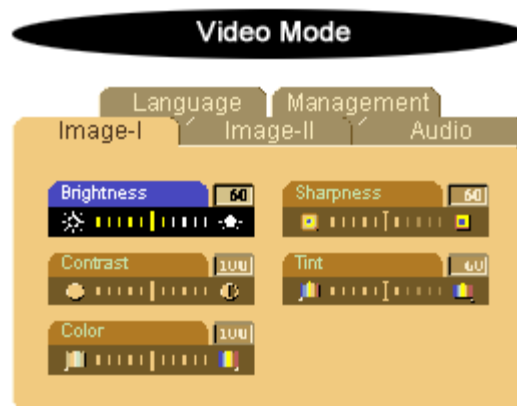 Video Mode
Language Management
Image-I Image-II Audio
Brightness 60 Sharpness 60
Contrast 100 Tint 60
Color 100